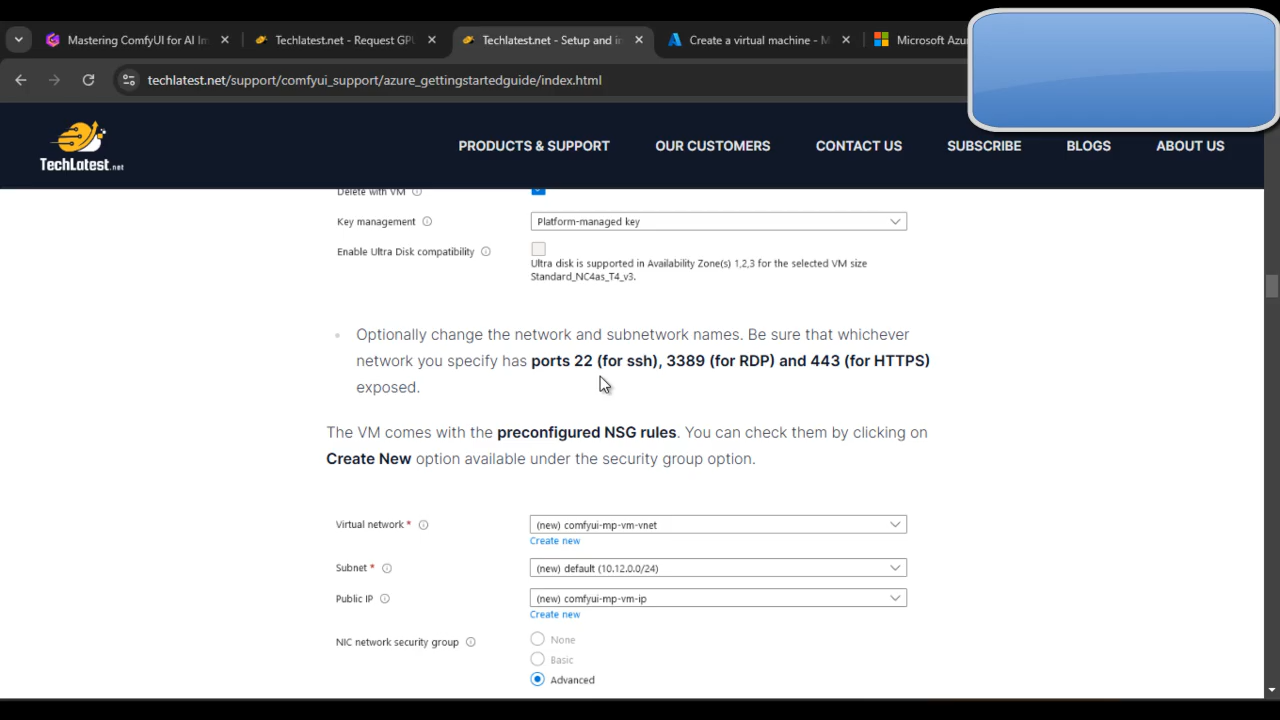 Mastering ComfyUI for AI Im
Techlatest.net - Request GPU
Techlatest.net - Setup and in
Create a virtual machine - M
Microsoft Azu
techlatest.net/support/comfyui_support/azure_gettingstartedguide/index.html
TechLatest.net
PRODUCTS & SUPPORT
OUR CUSTOMERS
CONTACT US
SUBSCRIBE
BLOGS
ABOUT US
Delete with VM
Key management
Platform-managed key
Enable Ultra Disk compatibility
Ultra disk is supported in Availability Zone(s) 1,2,3 for the selected VM size
Standard_NC4as_T4_v3.
Optionally change the network and subnetwork names. Be sure that whichever
network you specify has ports 22 (for ssh), 3389 (for RDP) and 443 (for HTTPS)
exposed.
The VM comes with the preconfigured NSG rules. You can check them by clicking on
Create New option available under the security group option.
Virtual network *
(new) comfyui-mp-vm-vnet
Create new
Subnet *
(new) default (10.12.0.0/24)
Public IP
(new) comfyui-mp-vm-ip
Create new
NIC network security group
None
Basic
Advanced